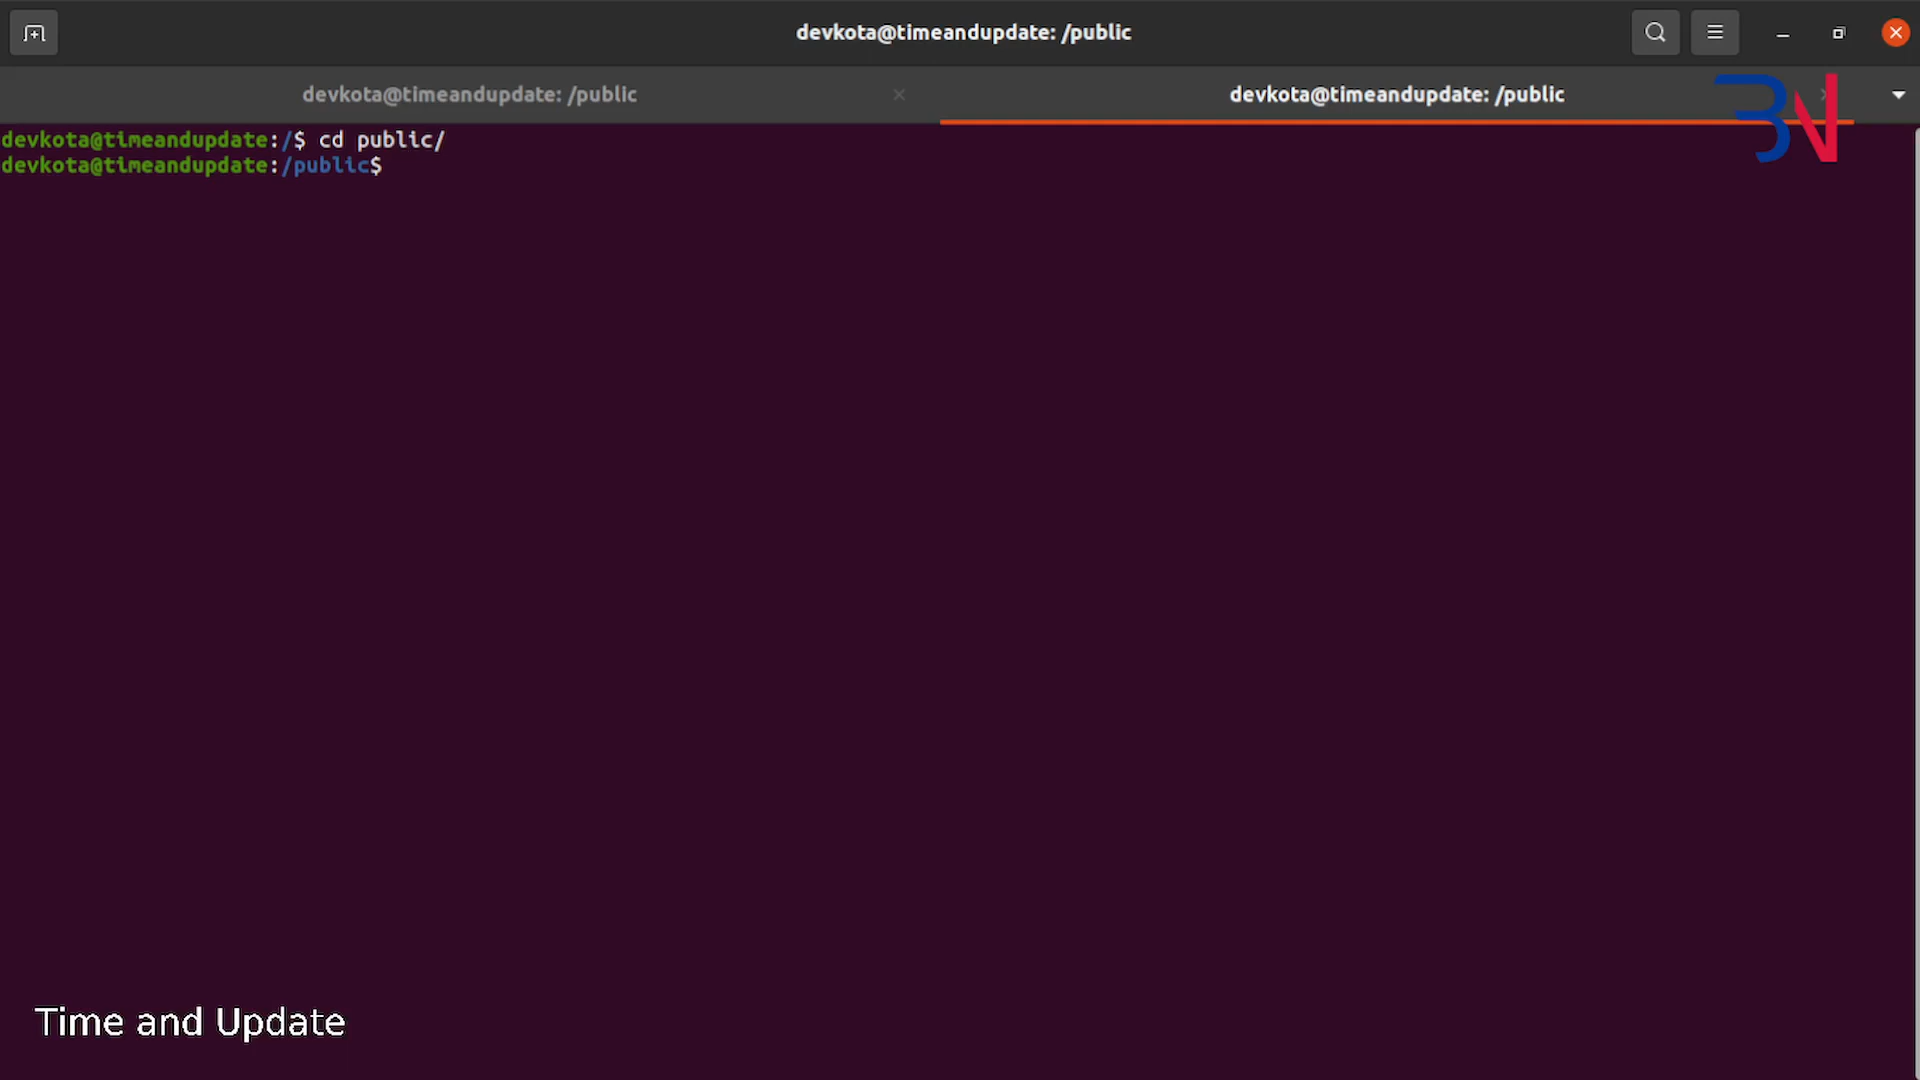 devkota@timeandupdate: /public
devkota@timeandupdate: /public
devkota@timeandupdate: /public
BN
devkota@timeandupdate:/$ cd public/
devkota@timeandupdate:/public$
Time and Update